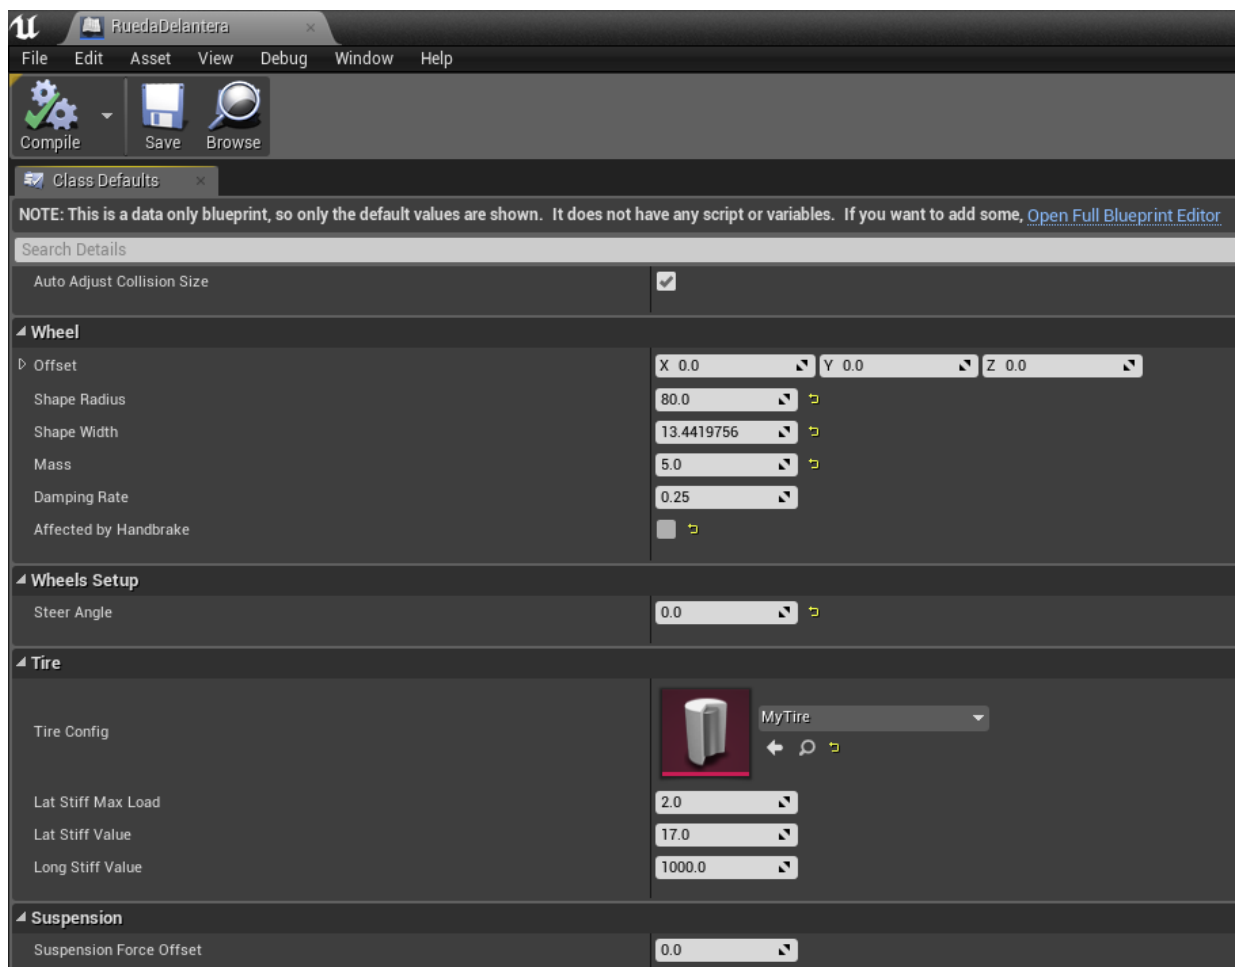 RuedaDelantera
File Edit Asset View Debug Window Help
Compile Save Browse
Class Defaults
NOTE: This is a data only blueprint, so only the default values are shown. It does not have any script or variables. If you want to add some, Open Full Blueprint Editor
Search Details
Auto Adjust Collision Size
Wheel
Offset X 0.0 Y 0.0 Z 0.0
Shape Radius 80.0
Shape Width 13.4419756
Mass 5.0
Damping Rate 0.25
Affected by Handbrake
Wheels Setup
Steer Angle 0.0
Tire
Tire Config MyTire
Lat Stiff Max Load 2.0
Lat Stiff Value 17.0
Long Stiff Value 1000.0
Suspension
Suspension Force Offset 0.0